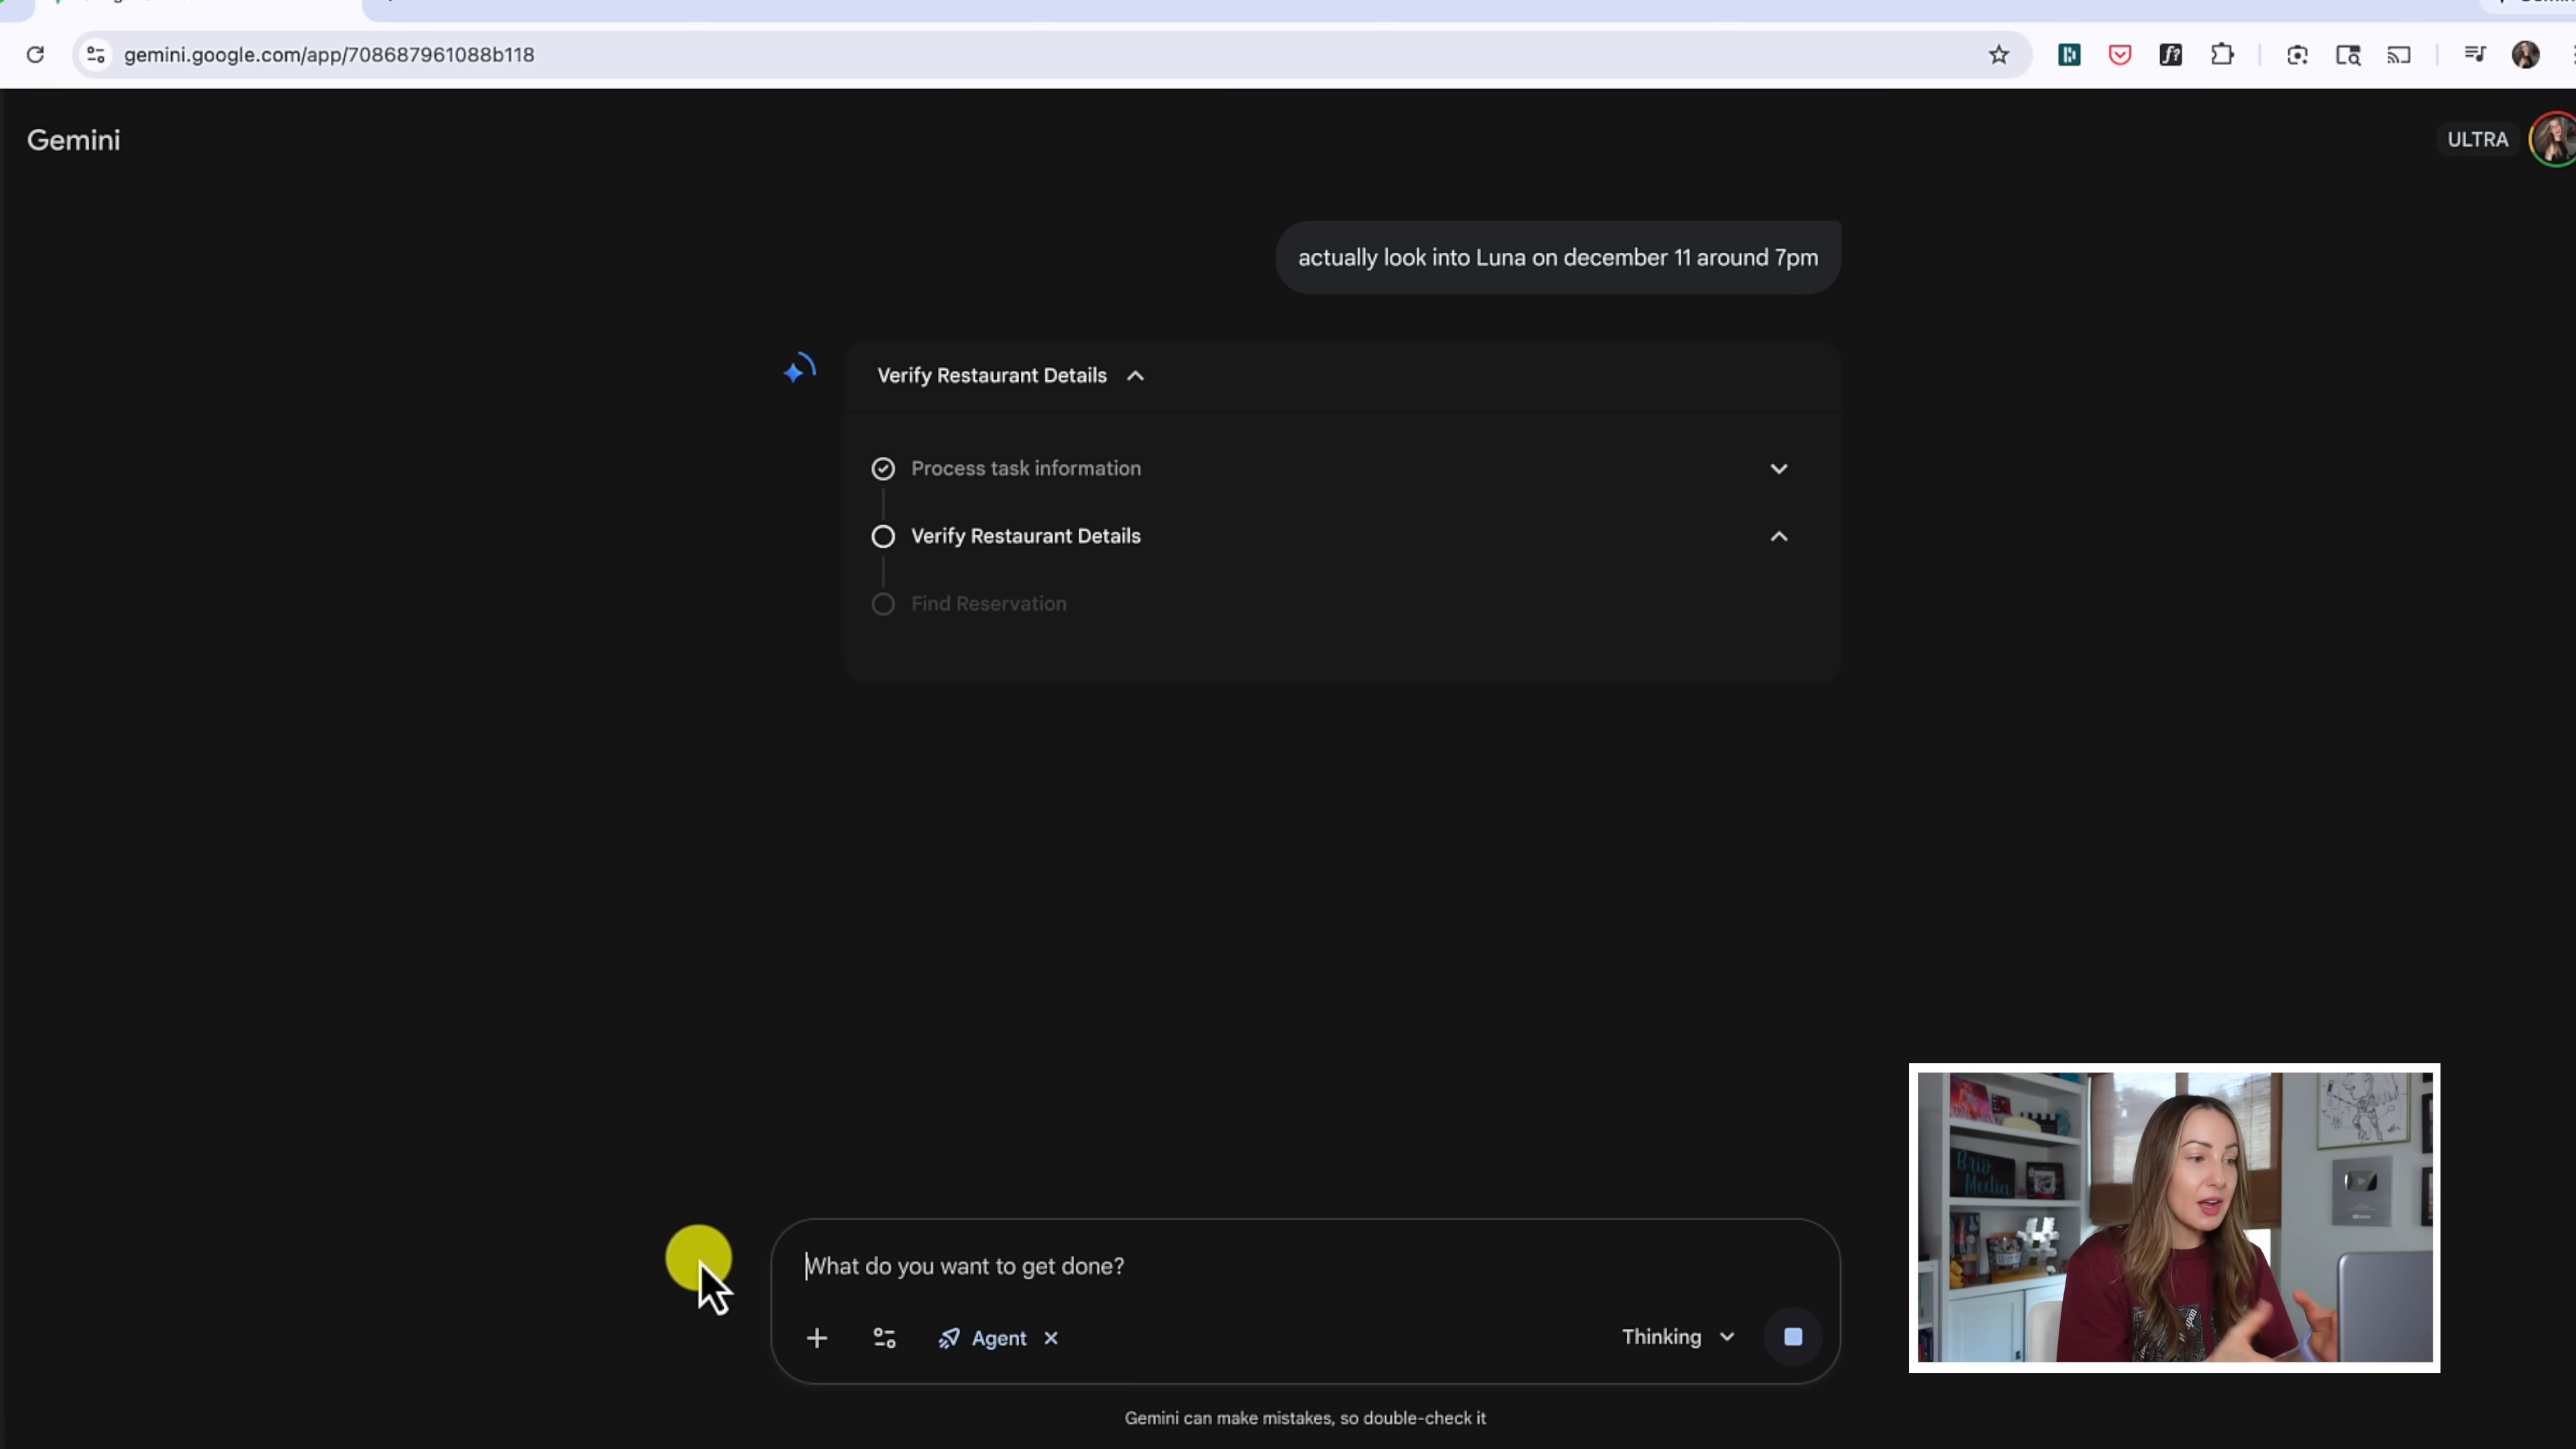 gemini.google.com/app/708687961088b118
Gemini
ULTRA
actually look into Luna on december 11 around 7pm
Verify Restaurant Details
Process task information
Verify Restaurant Details
Find Reservation
Brio
Media
What do you want to get done?
Agent
Thinking
Gemini can make mistakes, so double-check it